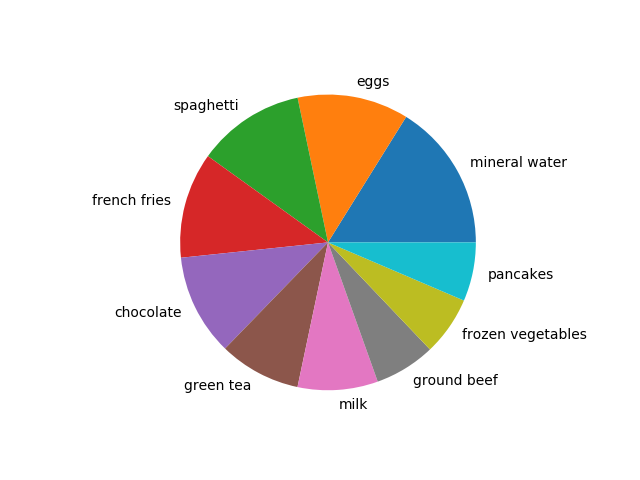 eggs
spaghetti
mineral water
french fries
pancakes
chocolate
frozen vegetables
ground beef
green tea
milk